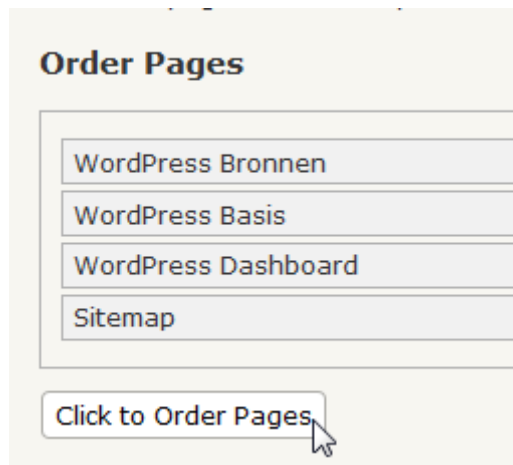 Order Pages
WordPress Bronnen
WordPress Basis
WordPress Dashboard
Sitemap
Click to Order Pages